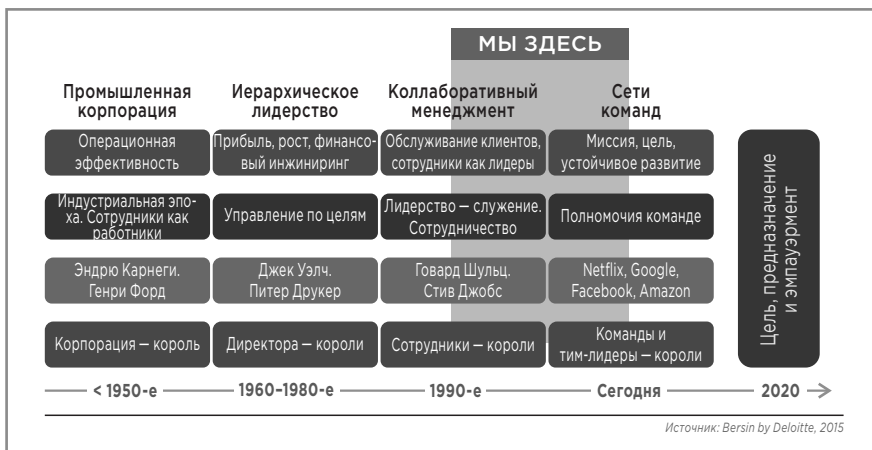 МЫ ЗДЕСЬ
Промышленная
корпорация
Иерархическое
лидерство
Коллаборативный
менеджмент
Сети
команд
Операционная
эффективность
Прибыль, рост, финансо-
вый инжиниринг
Обслуживание клиентов,
сотрудники как лидеры
Миссия, цель,
устойчивое развитие
Индустриальная эпо-
ха. Сотрудники как
работники
Управление по целям
Лидерство – служение.
Сотрудничество
Полномочия команде
Эндрю Карнеги.
Генри Форд
Джек Уэлч.
Питер Друкер
Говард Шульц.
Стив Джобс
Netflix, Google,
Facebook, Amazon
Корпорация – король
Директора – короли
Сотрудники – короли
Команды и
тим-лидеры – короли
Цель, предназначение
и эмпауэрмент
< 1950-е
1960–1980-е
1990-е
Сегодня
2020
Источник: Bersin by Deloitte, 2015